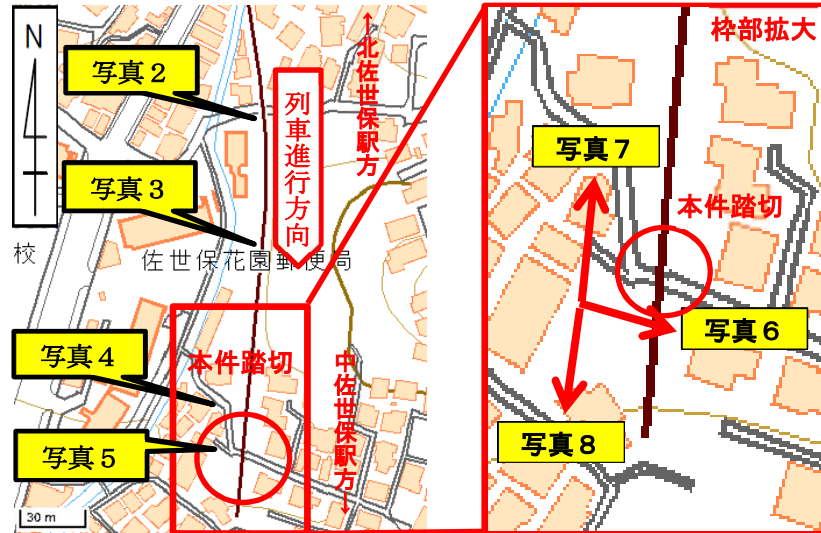 N
写真２
写真３
写真４
写真５
↑北佐世保駅方
列車進行方向
校
佐世保花園郵便局
本件踏切
中佐世保駅方↓
30 m
枠部拡大
写真７
本件踏切
写真６
写真８